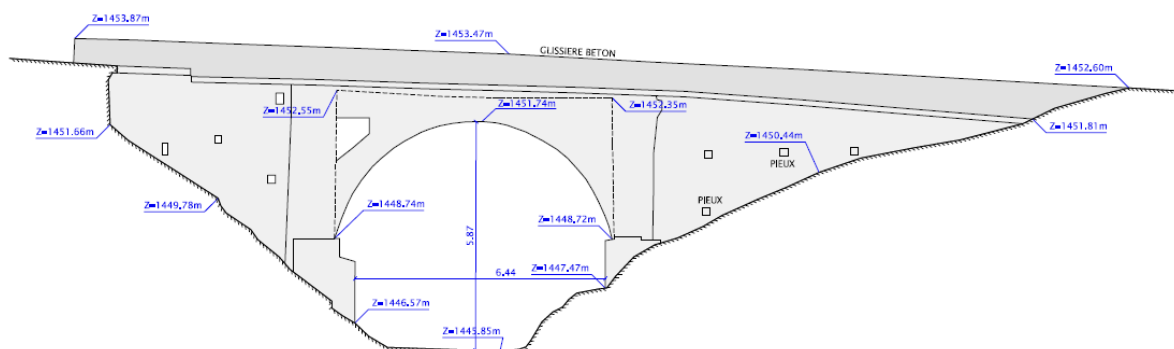 Z=1453.87m
Z=1453.47m
GLISSIERE BETON
Z=1452.60m
Z=1452.55m
Z=1451.74m
Z=1452.35m
Z=1451.81m
Z=1451.66m
Z=1450.44m
PIEUX
PIEUX
Z=1449.78m
Z=1448.74m
Z=1448.72m
5.87
6.44
Z=1447.47m
Z=1446.57m
Z=1445.85m